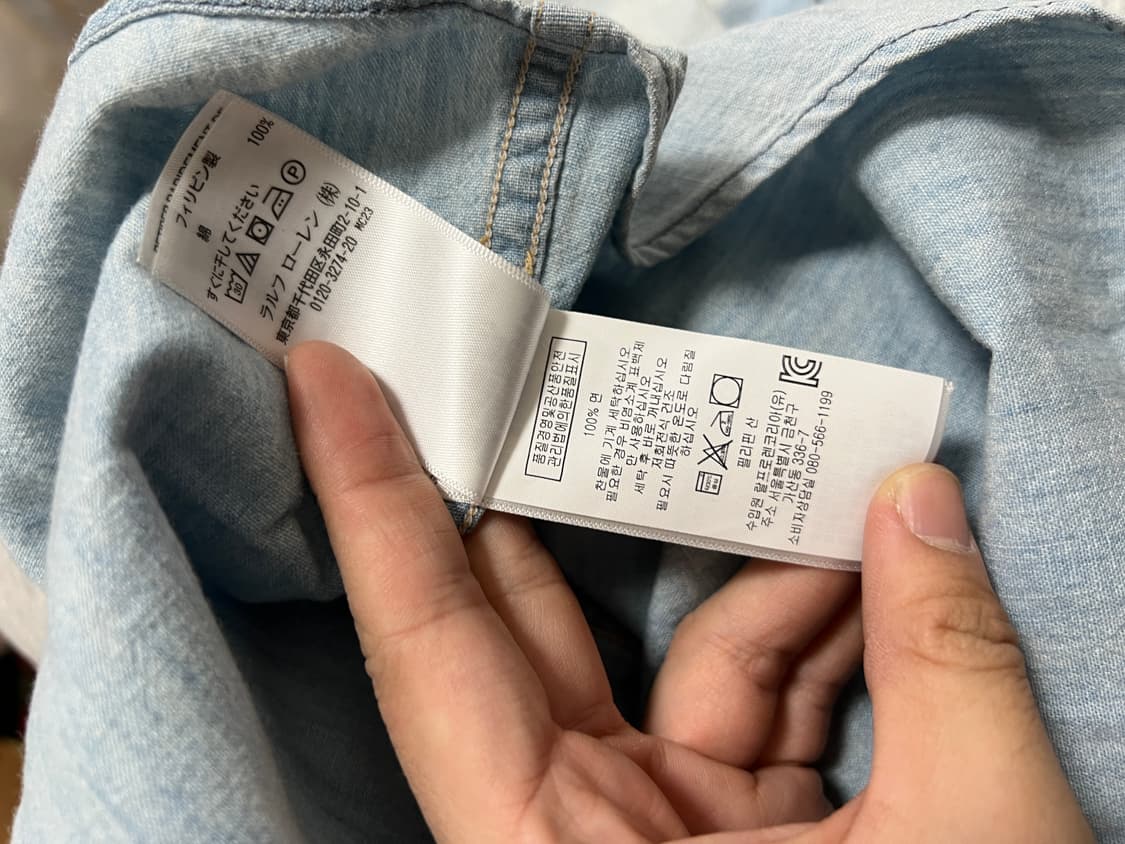 フィリピン製
綿 100%
すぐに干してください
30 P
ラルフ ローレン (株)
東京都千代田区永田町2-10-1
0120-3274-20 MC23
품질경영및공산품안전
관리법에의한품질표시
100% 면
찬물에 기계 세탁하십시오
필요한 경우 비염소계 표백제
만 사용하십시오
세탁 후 바로 꺼내십시오
저회전식 건조
필요시 따뜻한 온도로 다림질
하십시오
필리핀 산
수입원 랄프로렌코리아(유)
주소 서울특별시 금천구
가산동 336-7
소비자상담실 080-566-1199